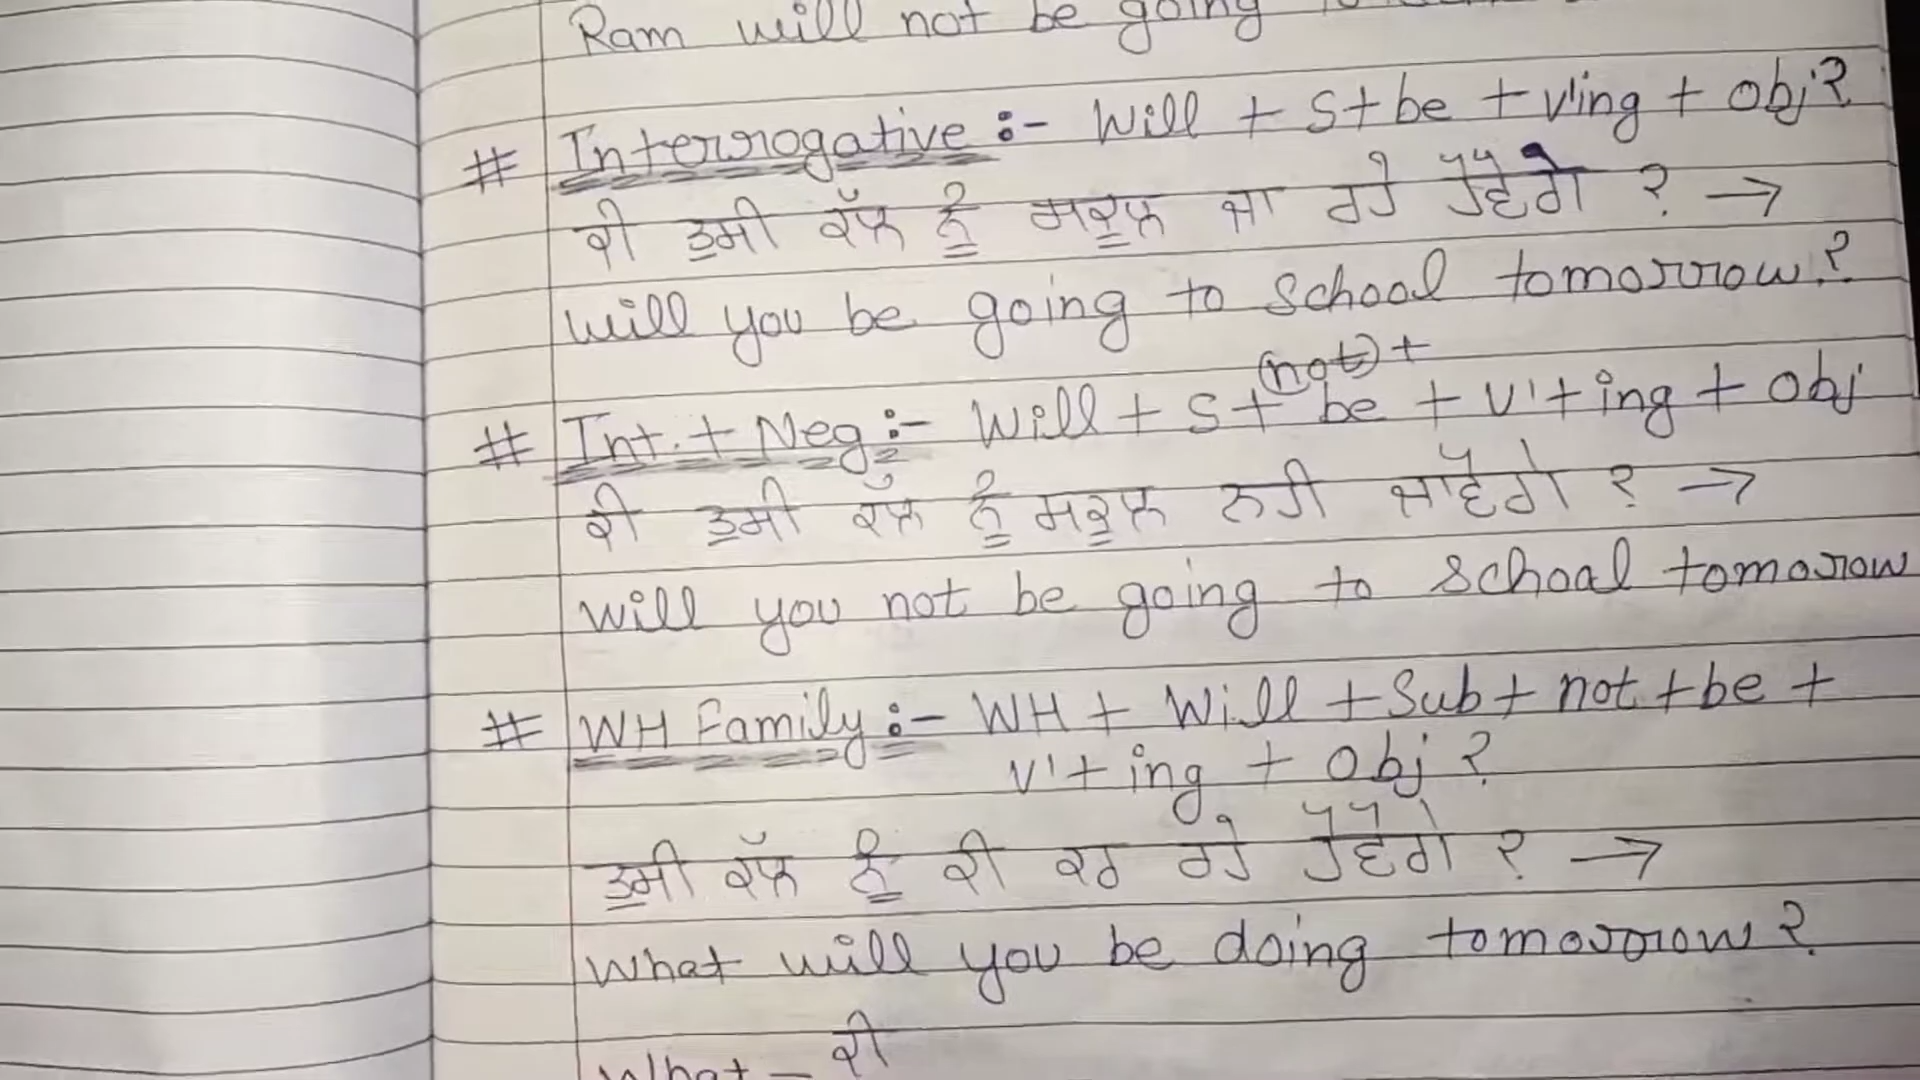 Ram will not be going
# Interrogative :- Will + S + be + v'ing + obj?
ਕੀ ਤੁਸੀ ਕੱਲ ਨੂੰ ਸਕੂਲ ਜਾ ਰਹੇ ਹੋਵੋਗੇ ? →
Will you be going to school tomorrow?
(not) +
# Int. + Neg :- Will + S + be + v' + ing + obj
ਕੀ ਤੁਸੀ ਕੱਲ ਨੂੰ ਸਕੂਲ ਨਹੀ ਜਾਵੋਗੇ ? →
Will you not be going to school tomorow
# WH Family :- WH + Will + Sub + not + be +
v' + ing + obj ?
ਤੁਸੀ ਕੱਲ ਨੂੰ ਕੀ ਕਰ ਰਹੇ ਹੋਵੋਗੇ ? →
What will you be doing tomorrow?
What - ਕੀ